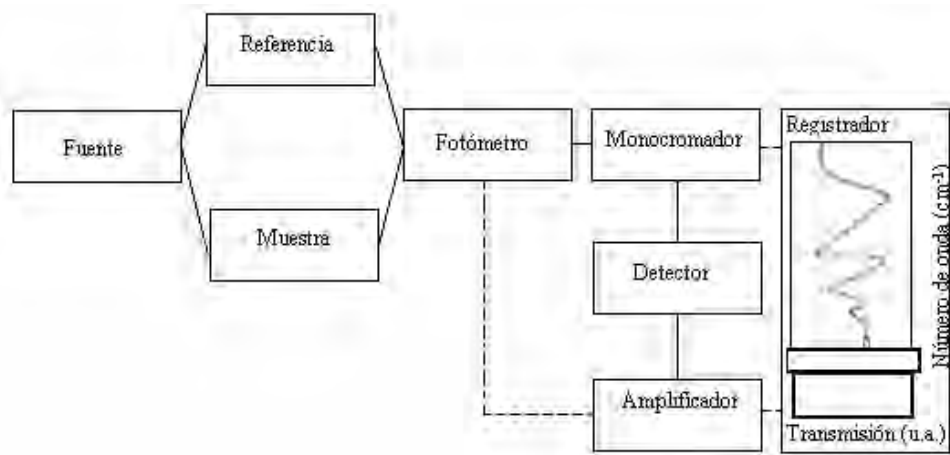 Referencia
Fuente
Muestra
Fotómetro
Monocromador
Detector
Amplificador
Registrador
Número de onda (cm⁻¹)
Transmisión (u.a.)